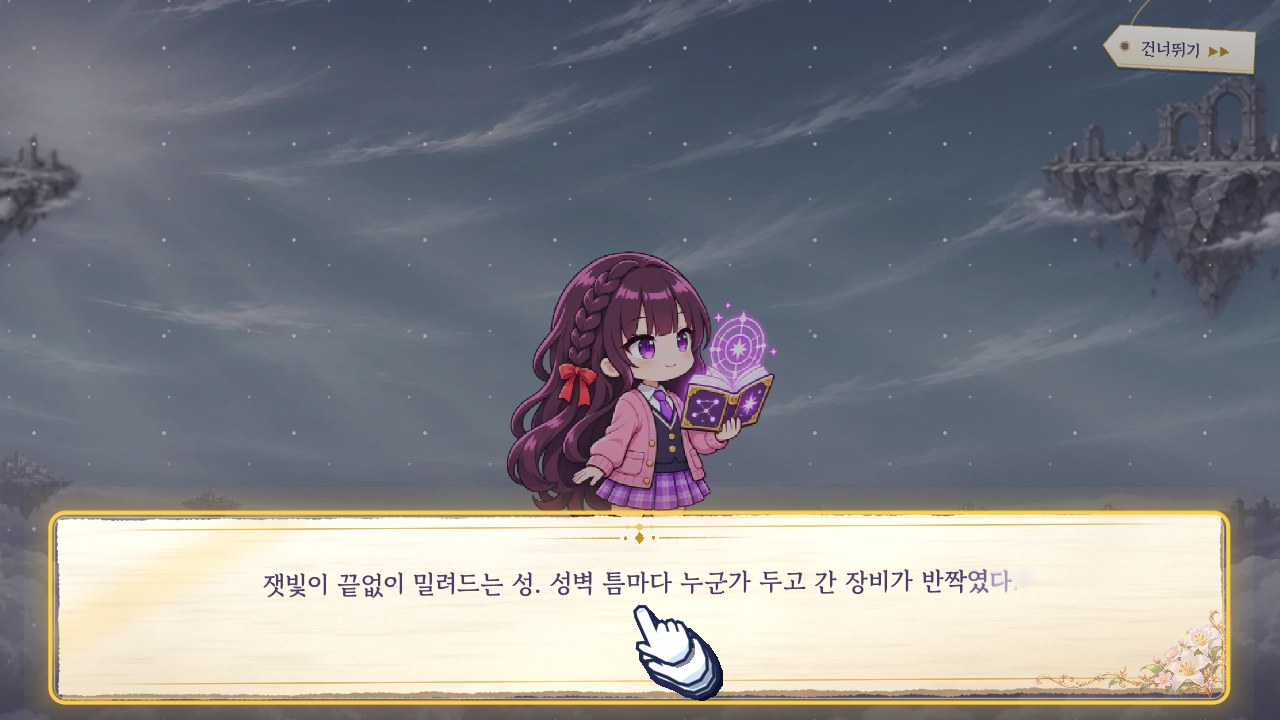 건너뛰기
잿빛이 끝없이 밀려드는 성. 성벽 틈마다 누군가 두고 간 장비가 반짝였다.